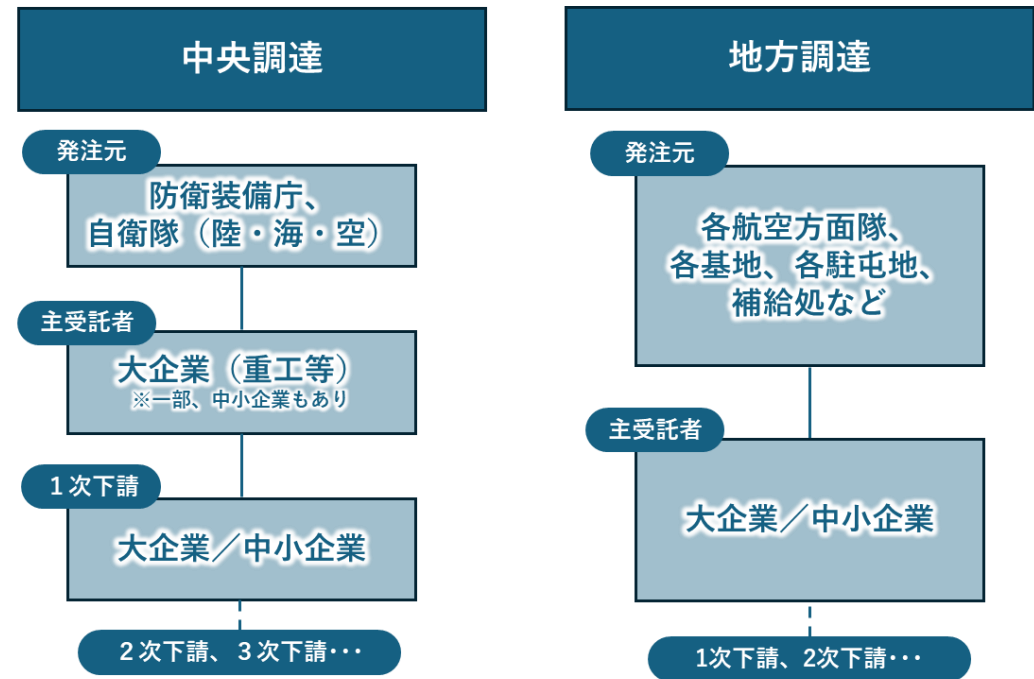 中央調達
発注元
防衛装備庁、
自衛隊（陸・海・空）
主受託者
大企業（重工等）
※一部、中小企業もあり
１次下請
大企業／中小企業
２次下請、３次下請･･･
地方調達
発注元
各航空方面隊、
各基地、各駐屯地、
補給処など
主受託者
大企業／中小企業
1次下請、2次下請･･･